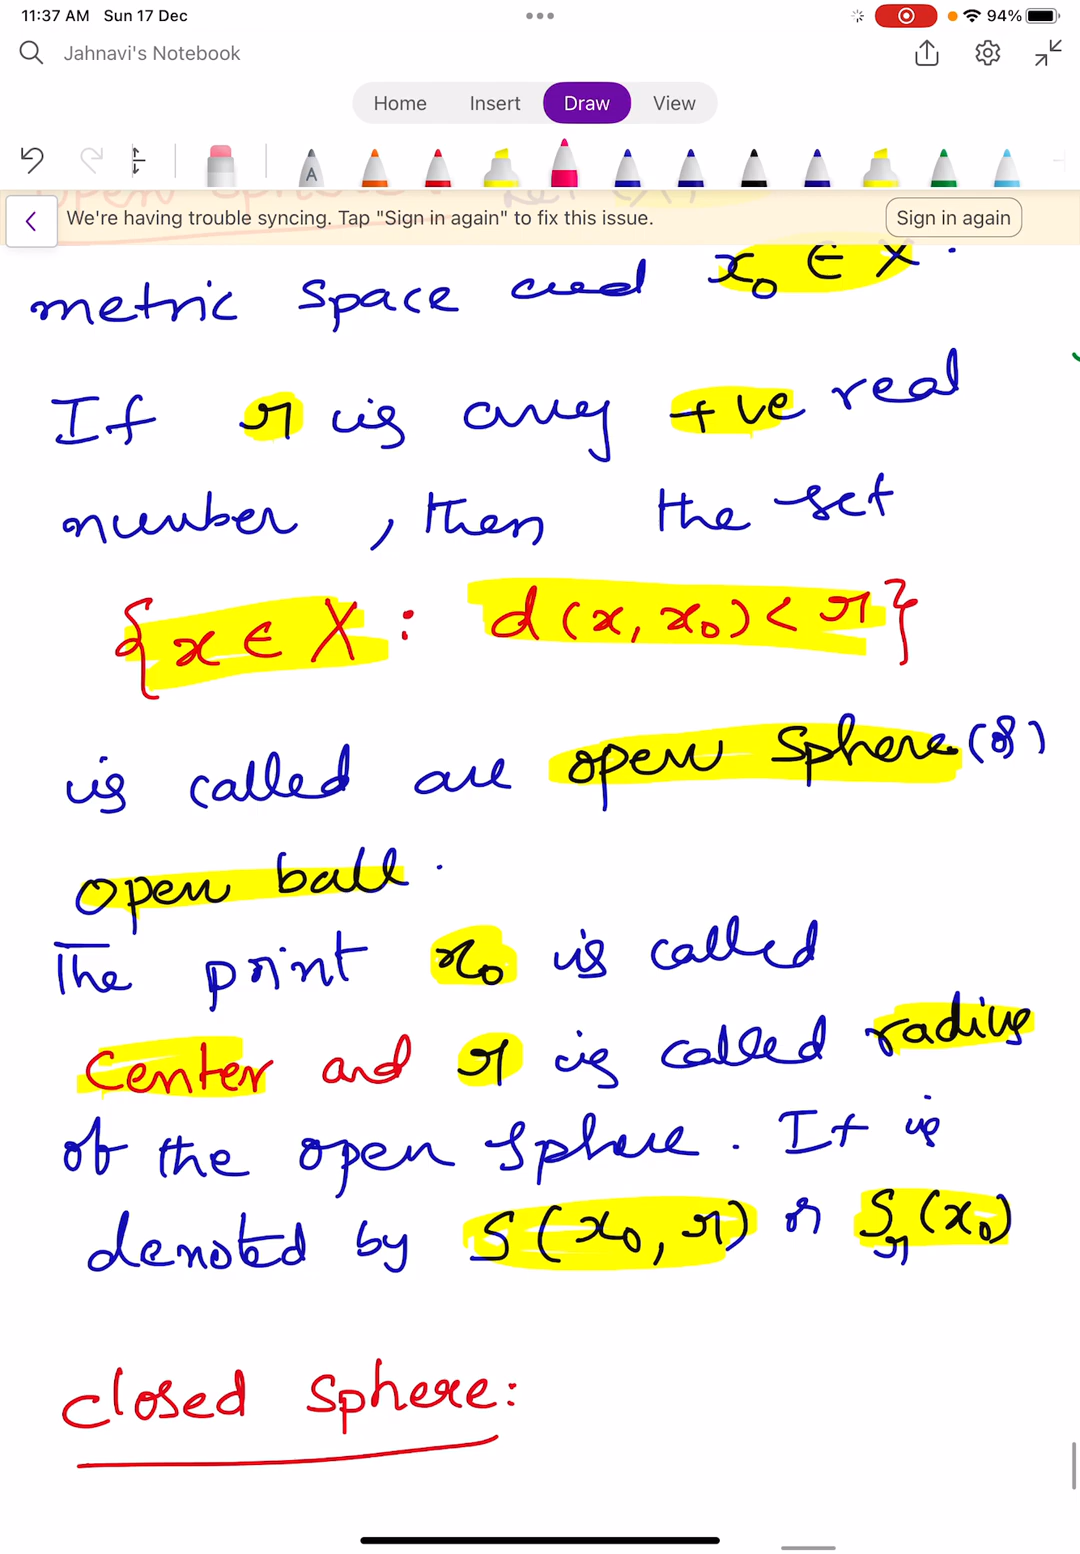 11:37 AM Sun 17 Dec
94%
Jahnavi's Notebook
Home Insert Draw View
A
open sphere
We're having trouble syncing. Tap "Sign in again" to fix this issue.
Sign in again
metric space and x₀ ∈ X.
If r is any +ve real
number, then the set
{x ∈ X : d(x, x₀) < r}
is called an open sphere (or)
open ball.
The point x₀ is called
center and r is called radius
of the open sphere. It is
denoted by S(x₀, r) or Sᵣ(x₀)
closed sphere: